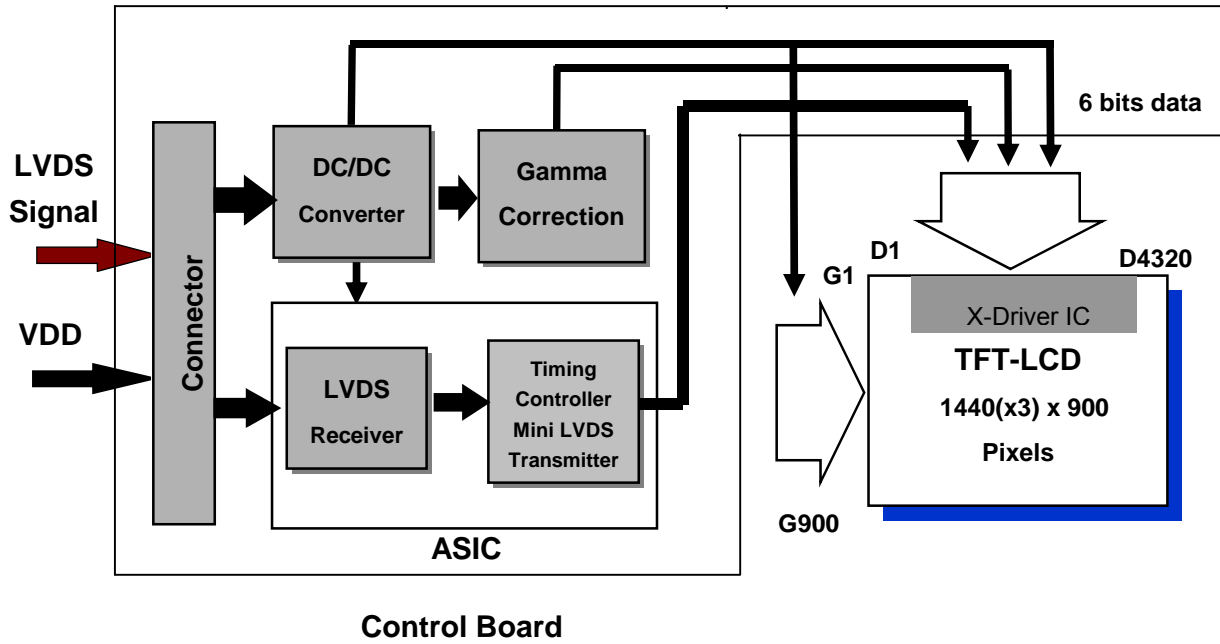 6 bits data
LVDS
Signal
VDD
Connector
DC/DC
Converter
Gamma
Correction
LVDS
Receiver
Timing
Controller
Mini LVDS
Transmitter
ASIC
D1
D4320
G1
G900
X-Driver IC
TFT-LCD
1440(x3) x 900
Pixels
Control Board